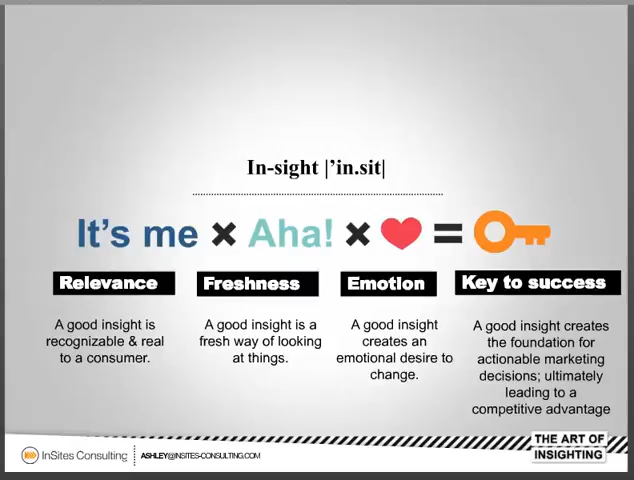 In-sight |’in.sit|
It’s me × Aha! × = 
Relevance
A good insight is
recognizable & real
to a consumer.
Freshness
A good insight is a
fresh way of looking
at things.
Emotion
A good insight
creates an
emotional desire to
change.
Key to success
A good insight creates
the foundation for
actionable marketing
decisions; ultimately
leading to a
competitive advantage
InSites Consulting
ASHLEY@INSITES-CONSULTING.COM
THE ART OF
INSIGHTING